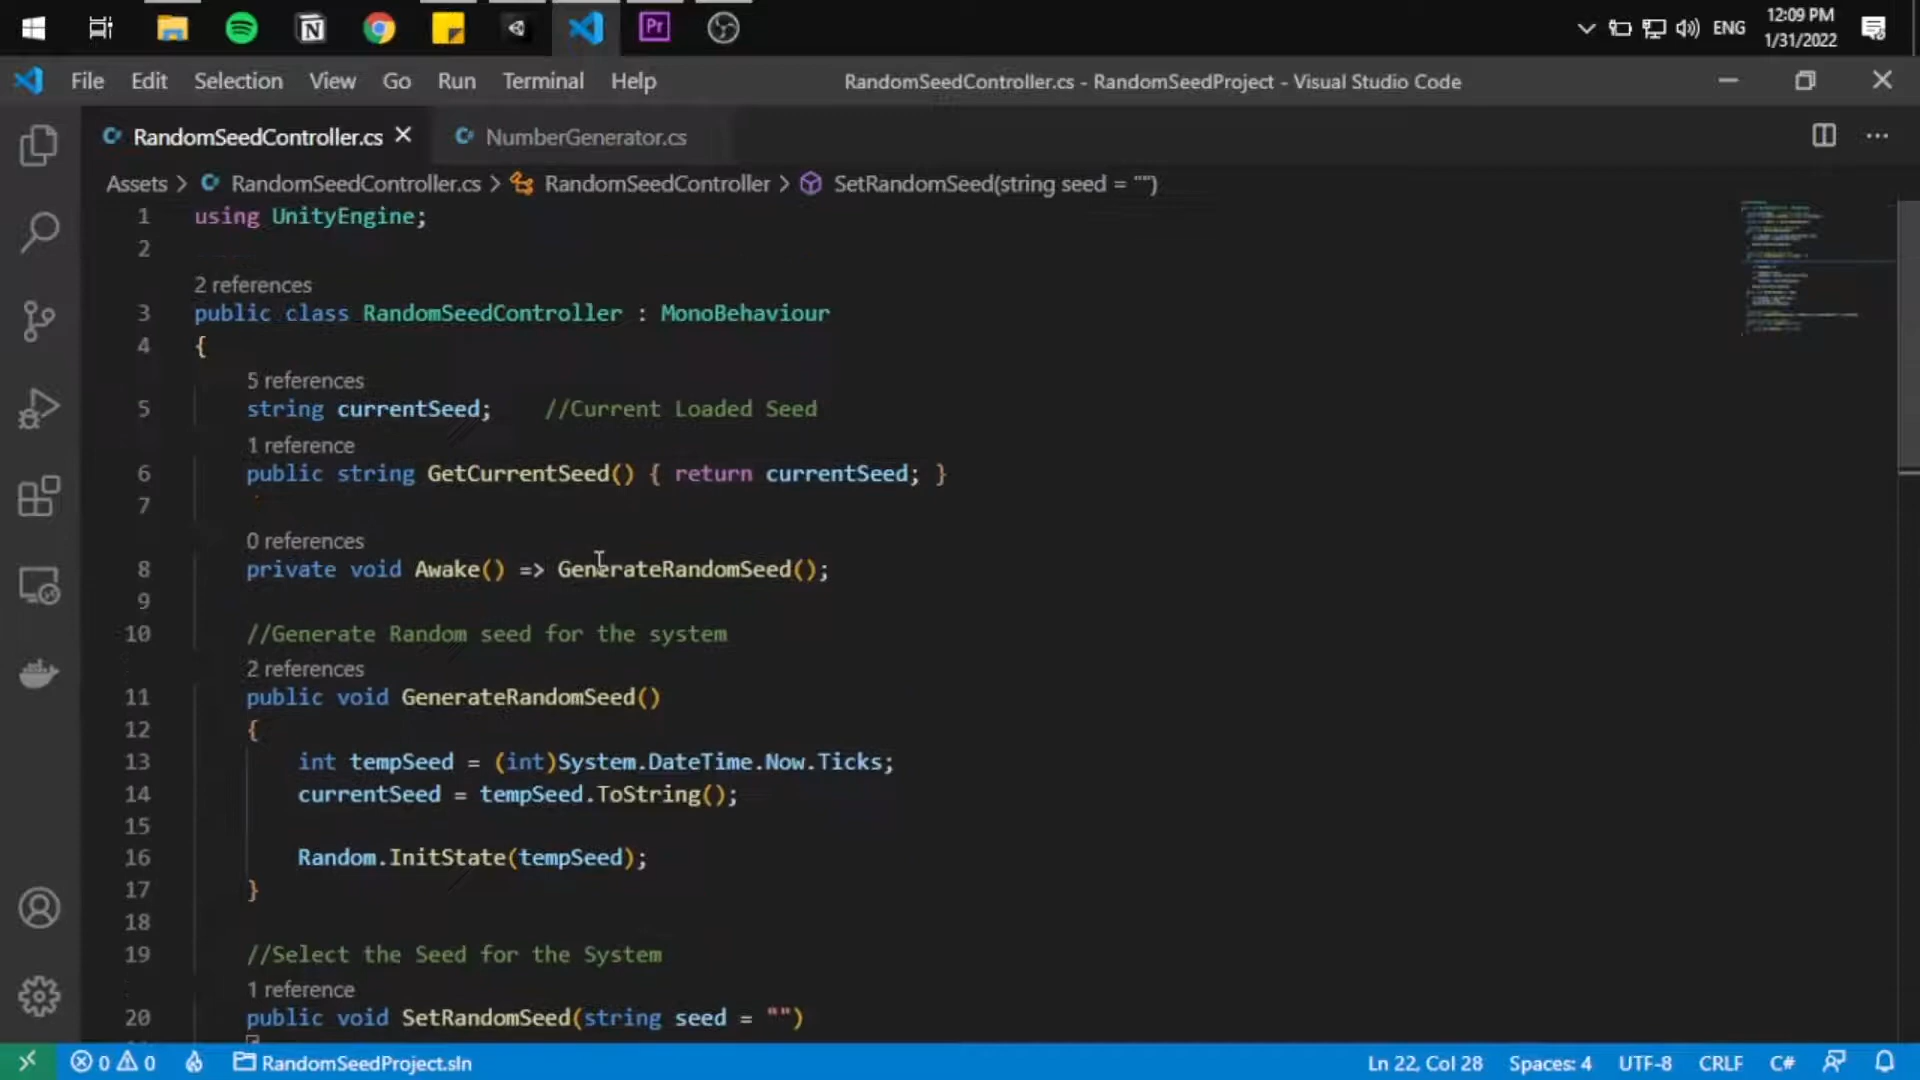 12:09 PM
ENG
1/31/2022
File Edit Selection View Go Run Terminal Help RandomSeedController.cs - RandomSeedProject - Visual Studio Code
RandomSeedController.cs NumberGenerator.cs
Assets > RandomSeedController.cs > RandomSeedController > SetRandomSeed(string seed = "")
1 using UnityEngine;
2
2 references
3 public class RandomSeedController : MonoBehaviour
4 {
5 references
5 string currentSeed; //Current Loaded Seed
1 reference
6 public string GetCurrentSeed() { return currentSeed; }
7
0 references
8 private void Awake() => GenerateRandomSeed();
9
10 //Generate Random seed for the system
2 references
11 public void GenerateRandomSeed()
12 {
13 int tempSeed = (int)System.DateTime.Now.Ticks;
14 currentSeed = tempSeed.ToString();
15
16 Random.InitState(tempSeed);
17 }
18
19 //Select the Seed for the System
1 reference
20 public void SetRandomSeed(string seed = "")
0 0 RandomSeedProject.sln Ln 22, Col 28 Spaces: 4 UTF-8 CRLF C#